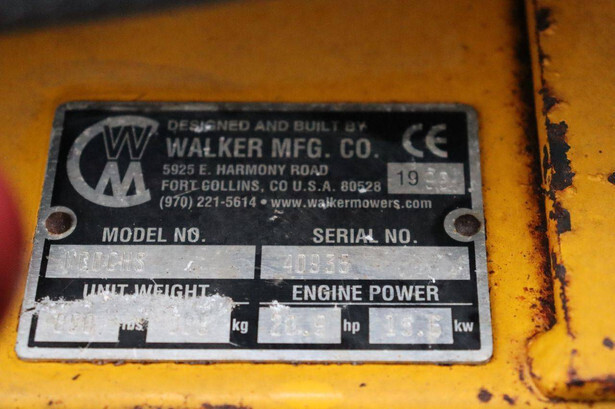 WM
DESIGNED AND BUILT BY
WALKER MFG. CO.
5925 E. HARMONY ROAD
FORT COLLINS, CO U.S.A. 80528
(970) 221-5614 • www.walkermowers.com
CE
19
MODEL NO. SERIAL NO.
40935
UNIT WEIGHT ENGINE POWER
lbs kg hp kw